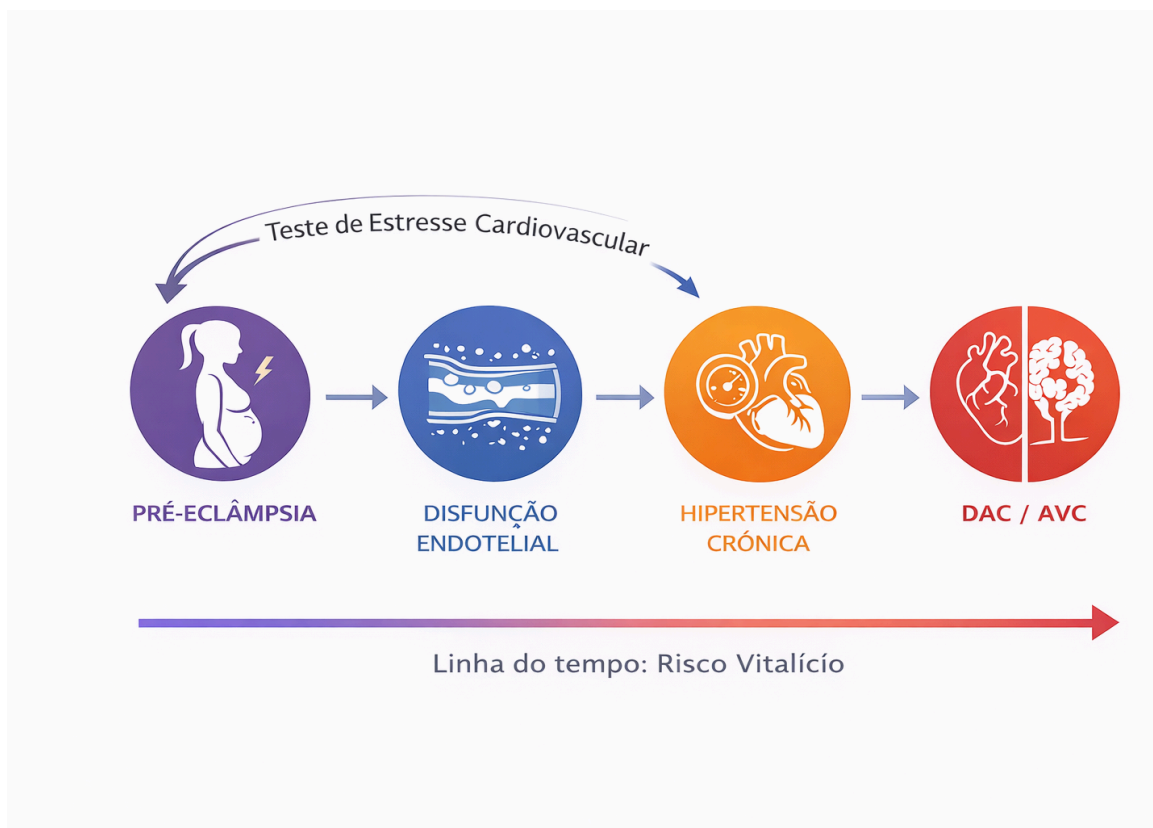 Teste de Estresse Cardiovascular
PRÉ-ECLÂMPSIA
DISFUNÇÃO
ENDOTELIAL
HIPERTENSÃO
CRÓNICA
DAC / AVC
Linha do tempo: Risco Vitalício